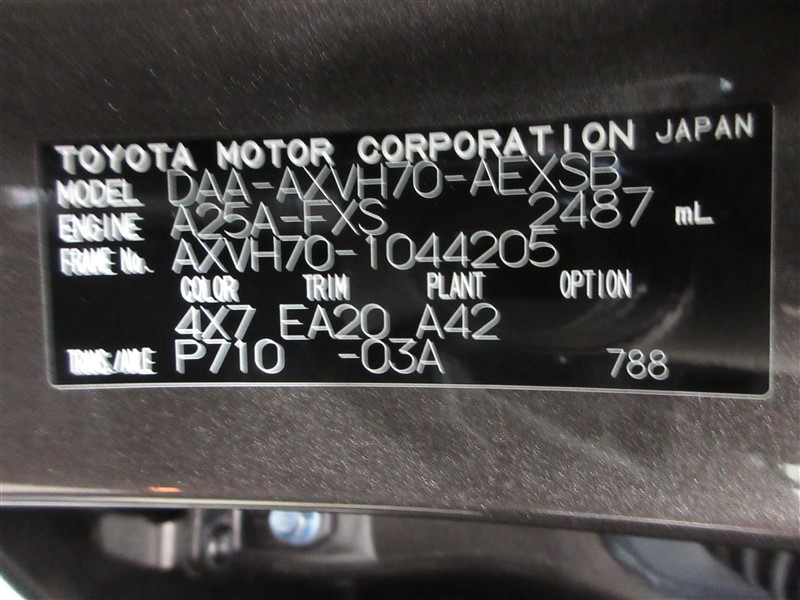 TOYOTA MOTOR CORPORATION JAPAN
MODEL DAA-AXVH70-AEXSB
ENGINE A25A-FXS 2487 mL
FRAME No. AXVH70-1044205
COLOR TRIM PLANT OPTION
4X7 EA20 A42
TRANS./AXLE P710 -03A 788